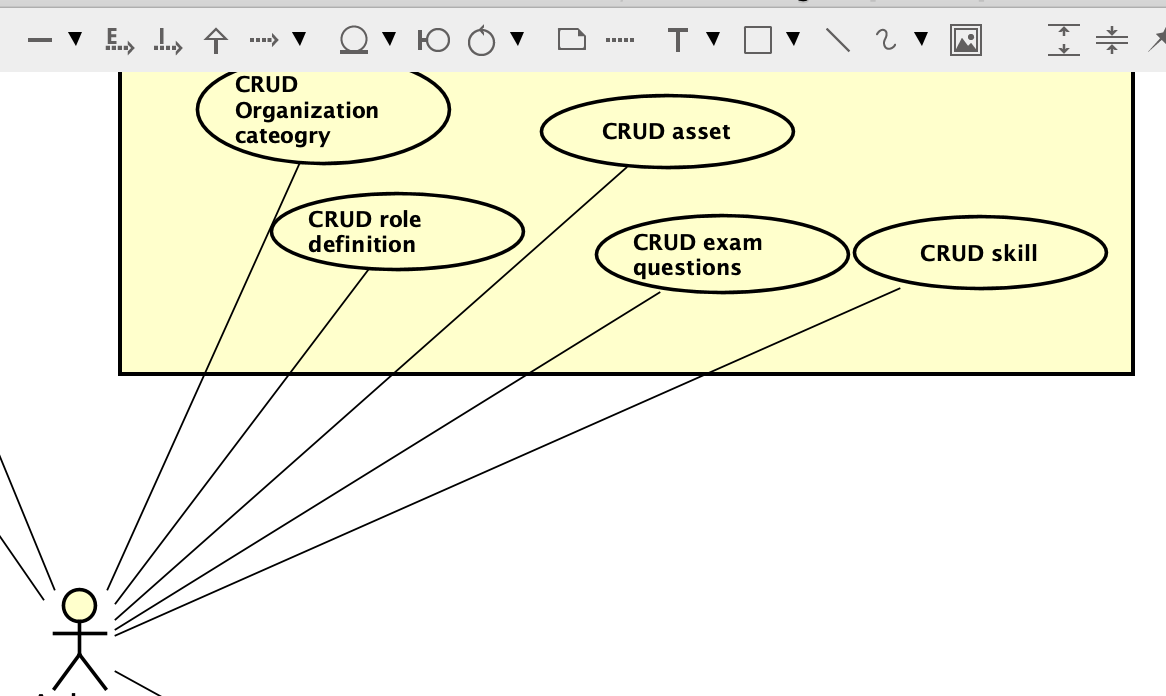 E
I
T
CRUD
Organization
cateogry
CRUD asset
CRUD role
definition
CRUD exam
questions
CRUD skill